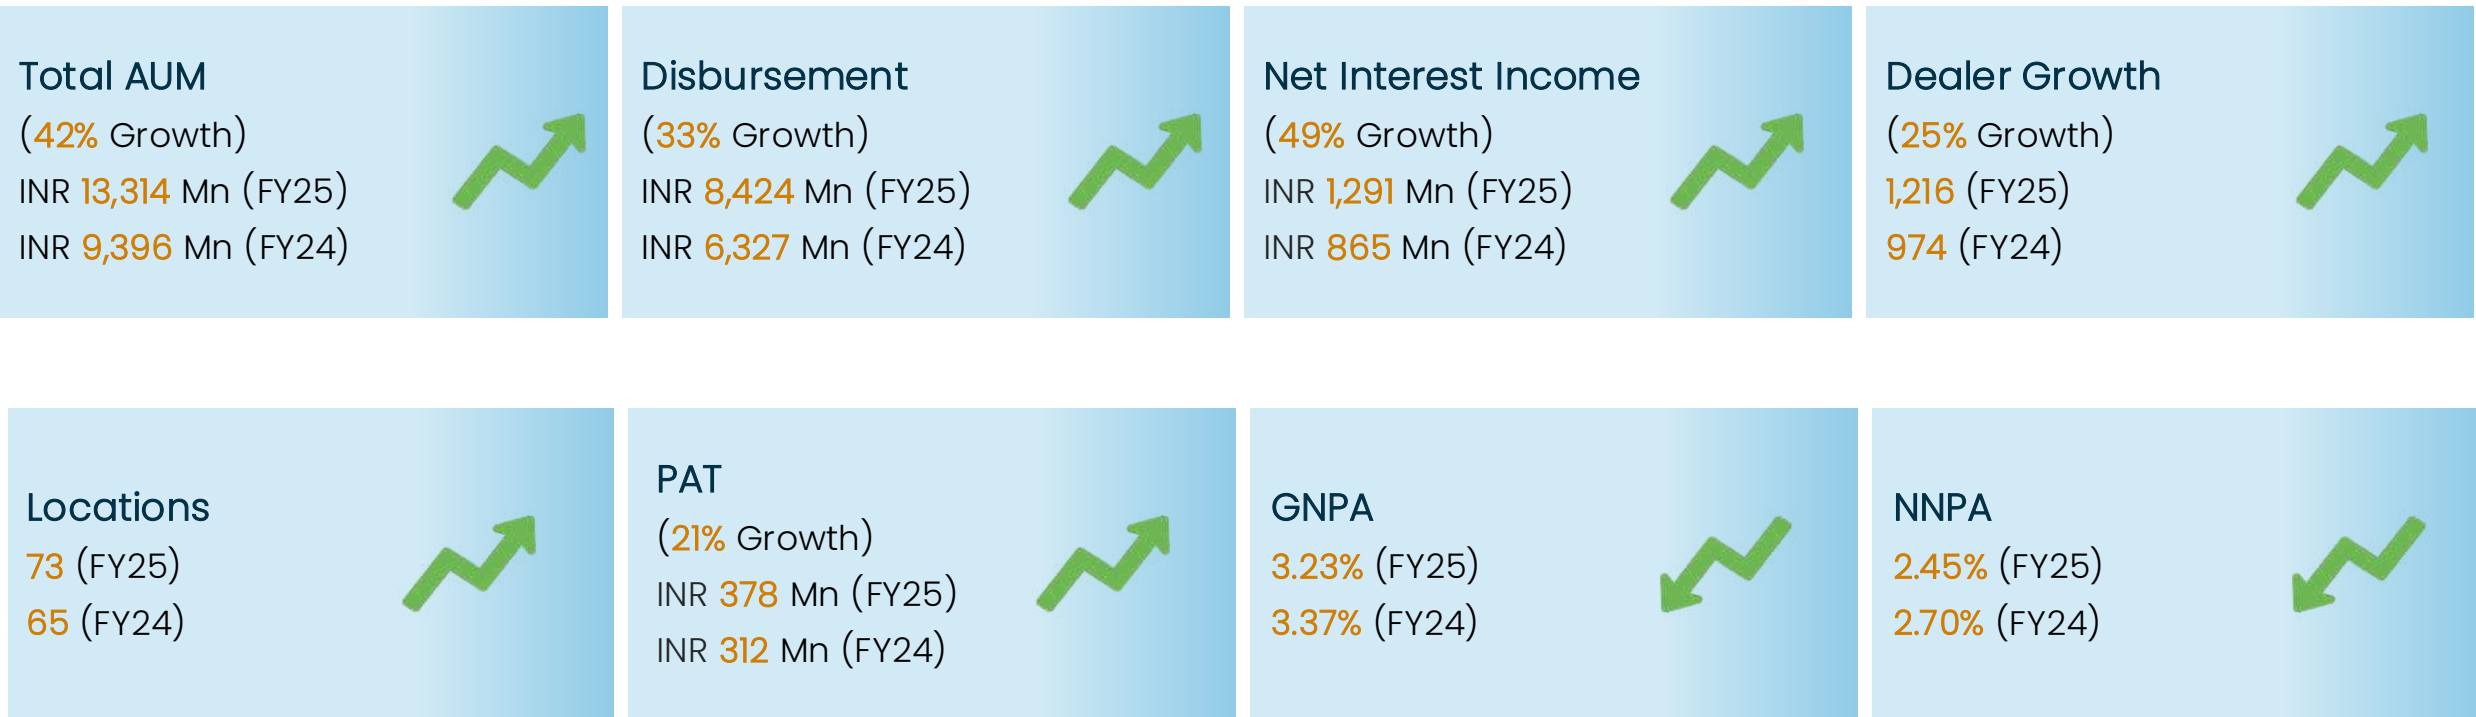 Total AUM
(42% Growth)
INR 13,314 Mn (FY25)
INR 9,396 Mn (FY24)
Disbursement
(33% Growth)
INR 8,424 Mn (FY25)
INR 6,327 Mn (FY24)
Net Interest Income
(49% Growth)
INR 1,291 Mn (FY25)
INR 865 Mn (FY24)
Dealer Growth
(25% Growth)
1,216 (FY25)
974 (FY24)
Locations
73 (FY25)
65 (FY24)
PAT
(21% Growth)
INR 378 Mn (FY25)
INR 312 Mn (FY24)
GNPA
3.23% (FY25)
3.37% (FY24)
NNPA
2.45% (FY25)
2.70% (FY24)